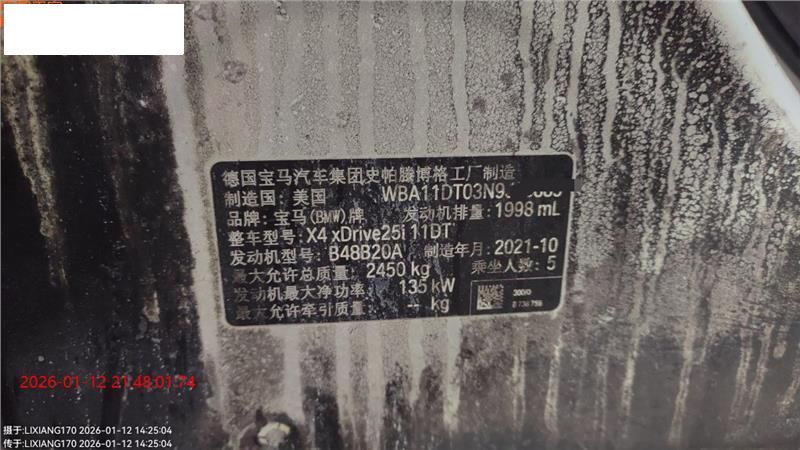 德国宝马汽车集团史帕滕博格工厂制造
制造国: 美国 WBA11DT03N9
品牌: 宝马(BMW)牌 发动机排量: 1998 mL
整车型号: X4 xDrive25i 11DT
发动机型号: B48B20A 制造年月: 2021-10
最大允许总质量: 2450 kg 乘坐人数: 5
发动机最大净功率: 135 kW
最大允许牵引质量: -- kg
2026-01-12 21:48:01:74
摄于:LIXIANG170 2026-01-12 14:25:04
传于:LIXIANG170 2026-01-12 14:25:04